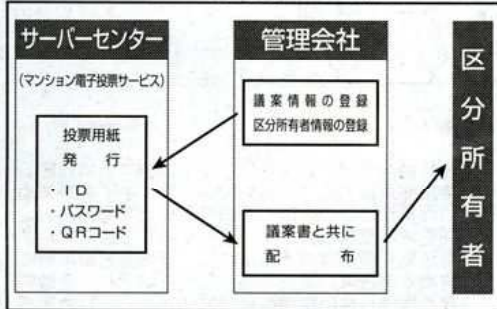 サーバーセンター
(マンション電子投票サービス)
投票用紙
発行
・ID
・パスワード
・QRコード
管理会社
議案情報の登録
区分所有者情報の登録
議案書と共に
配布
区分所有者